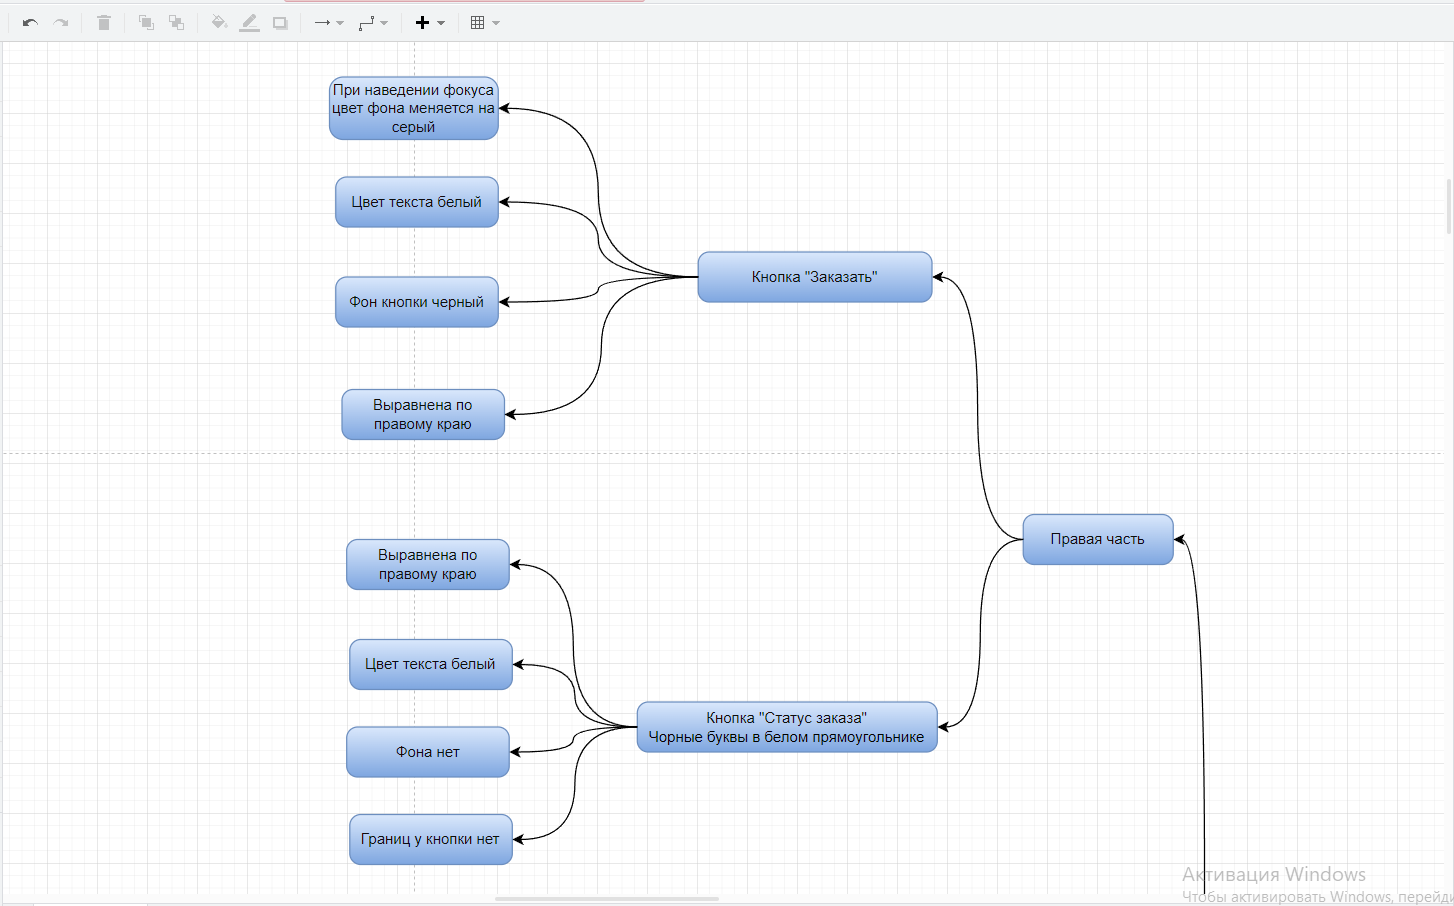 При наведении фокуса
цвет фона меняется на
серый
Цвет текста белый
Кнопка "Заказать"
Фон кнопки черный
Выравнена по
правому краю
Правая часть
Выравнена по
правому краю
Цвет текста белый
Кнопка "Статус заказа"
Чорные буквы в белом прямоугольнике
Фона нет
Границ у кнопки нет
Активация Windows
Чтобы активировать Windows,